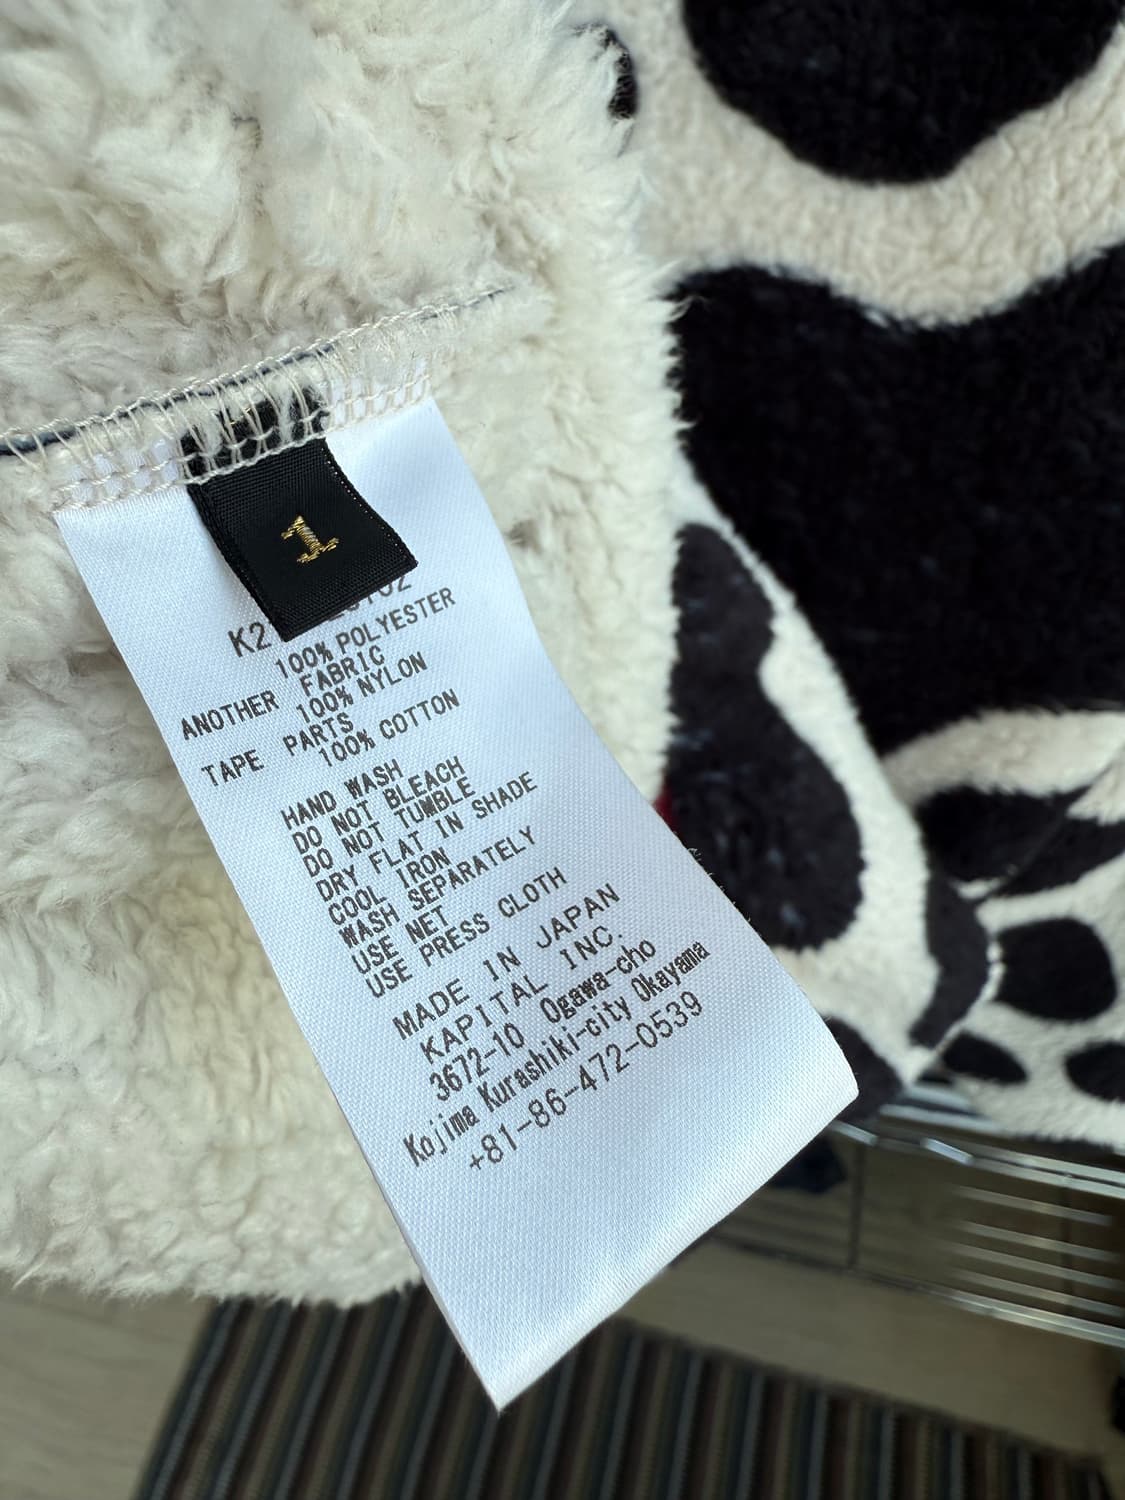 1
100% POLYESTER
ANOTHER FABRIC
100% NYLON
TAPE PARTS
100% COTTON
HAND WASH
DO NOT BLEACH
DO NOT TUMBLE
DRY FLAT IN SHADE
COOL IRON
WASH SEPARATELY
USE NET
USE PRESS CLOTH
MADE IN JAPAN
KAPITAL INC.
3672-10 Ogawa-cho
Kojima Kurashiki-city Okayama
+81-86-472-0539